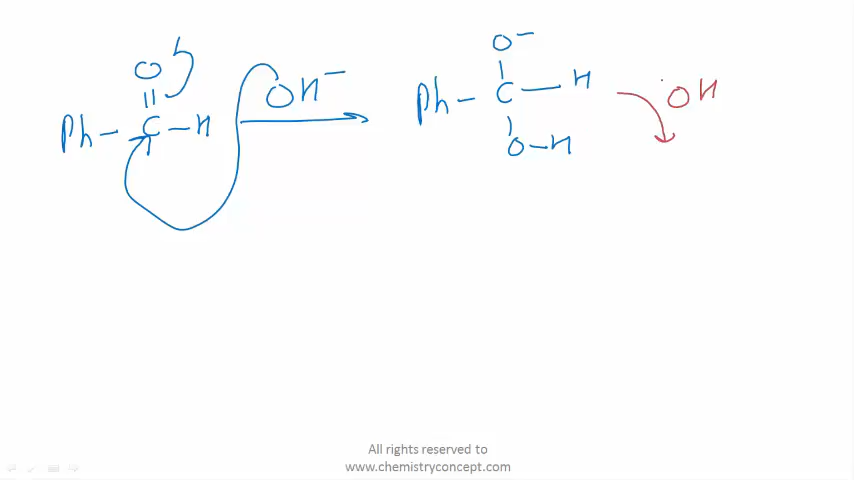 O
||
Ph – C – H
OH⁻
O⁻
|
Ph – C – H
|
O – H
OH
All rights reserved to
www.chemistryconcept.com